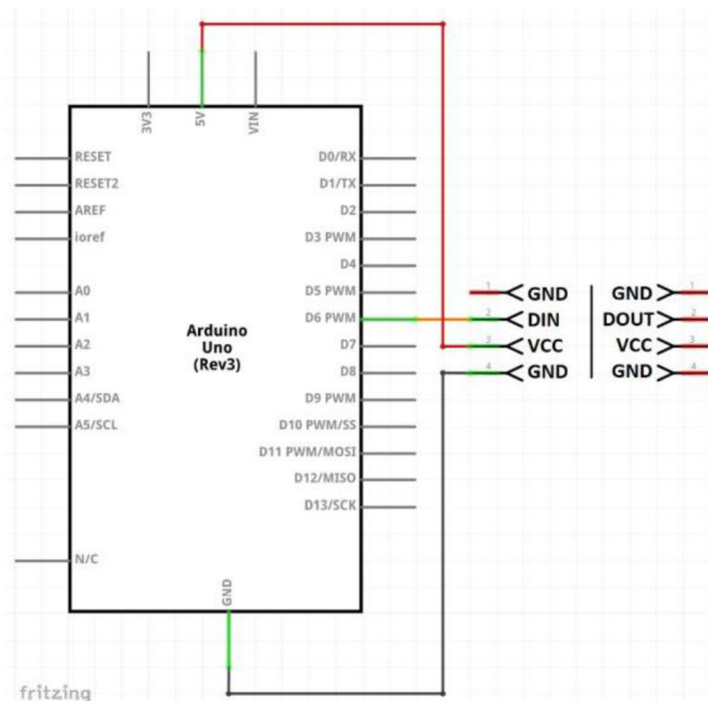 3V3 5V VIN
RESET D0/RX
RESET2 D1/TX
AREF D2
ioref D3 PWM
D4
A0 D5 PWM
A1 D6 PWM
A2 D7
A3 D8
A4/SDA D9 PWM
A5/SCL D10 PWM/SS
D11 PWM/MOSI
D12/MISO
D13/SCK
N/C
GND
Arduino
Uno
(Rev3)
1 GND GND 1
2 DIN DOUT 2
3 VCC VCC 3
4 GND GND 4
fritzing